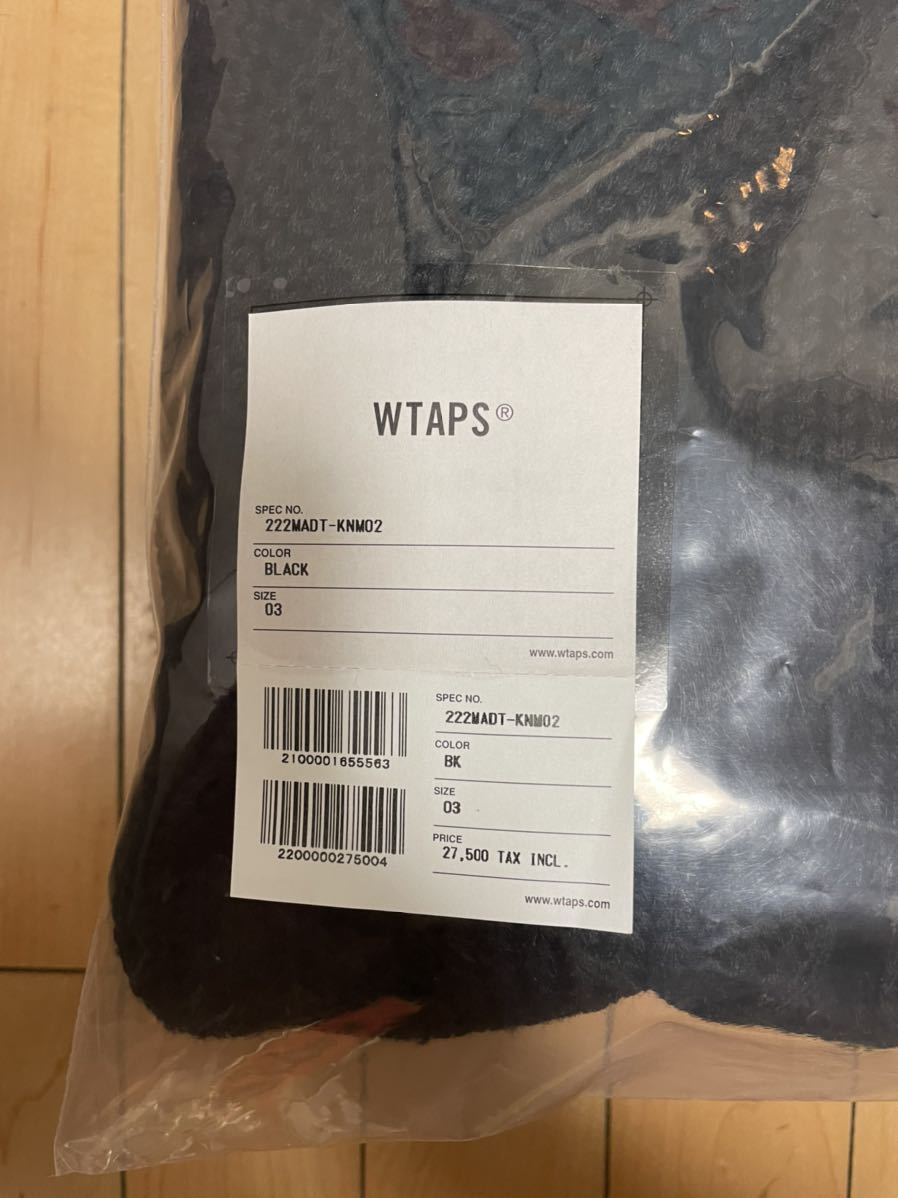 WTAPS®
SPEC NO.
222MADT-KNM02
COLOR
BLACK
SIZE
03
www.wtaps.com
2100001655563
2200000275004
SPEC NO.
222MADT-KNM02
COLOR
BK
SIZE
03
PRICE
27,500 TAX INCL.
www.wtaps.com